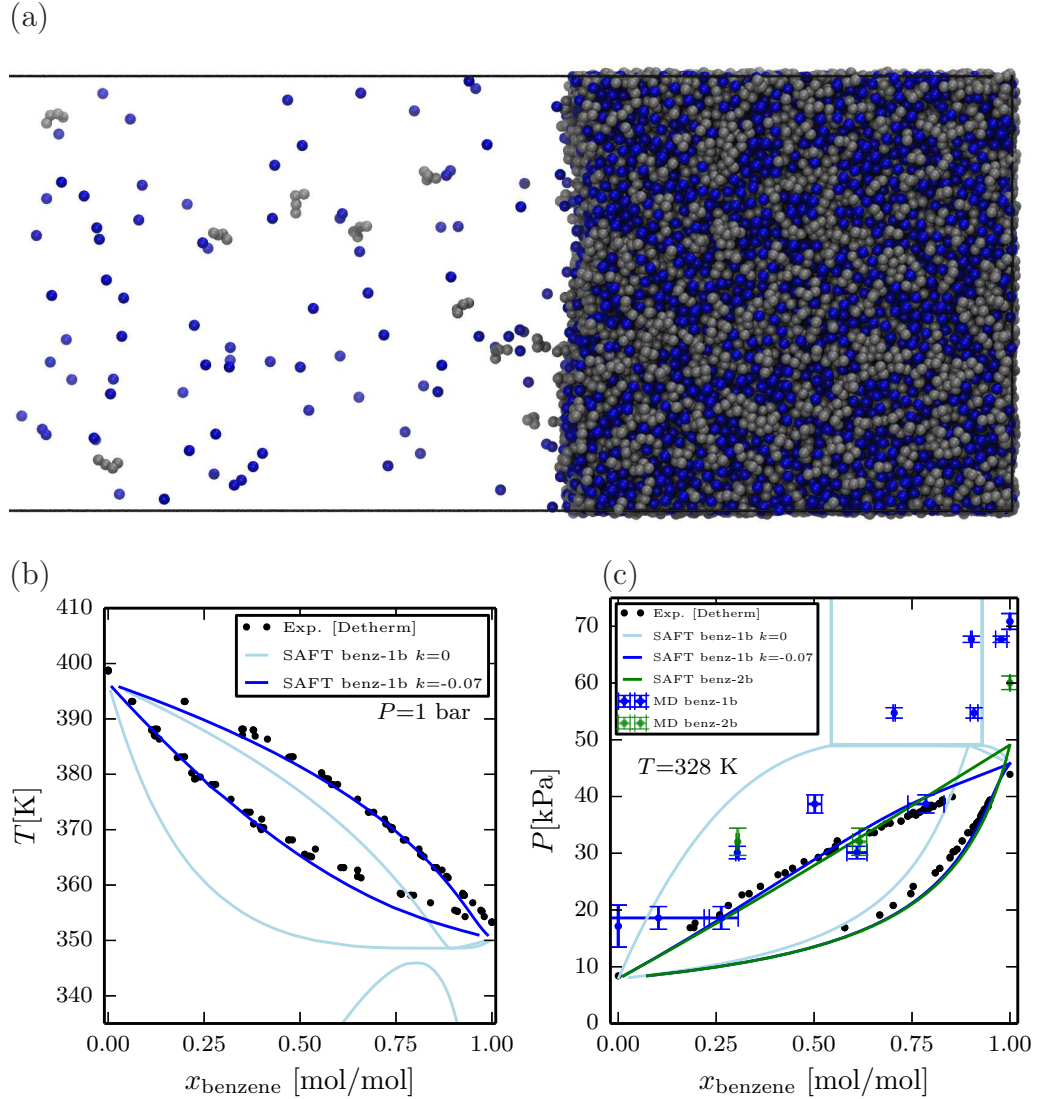 (a)
(b)
410
400
390
380
370
360
350
340
T[K]
Exp. [Detherm]
SAFT benz-1b k=0
SAFT benz-1b k=-0.07
P=1 bar
0.00 0.25 0.50 0.75 1.00
xbenzene [mol/mol]
(c)
70
60
50
40
30
20
10
0
P[kPa]
Exp. [Detherm]
SAFT benz-1b k=0
SAFT benz-1b k=-0.07
SAFT benz-2b
MD benz-1b
MD benz-2b
T=328 K
0.00 0.25 0.50 0.75 1.00
xbenzene [mol/mol]